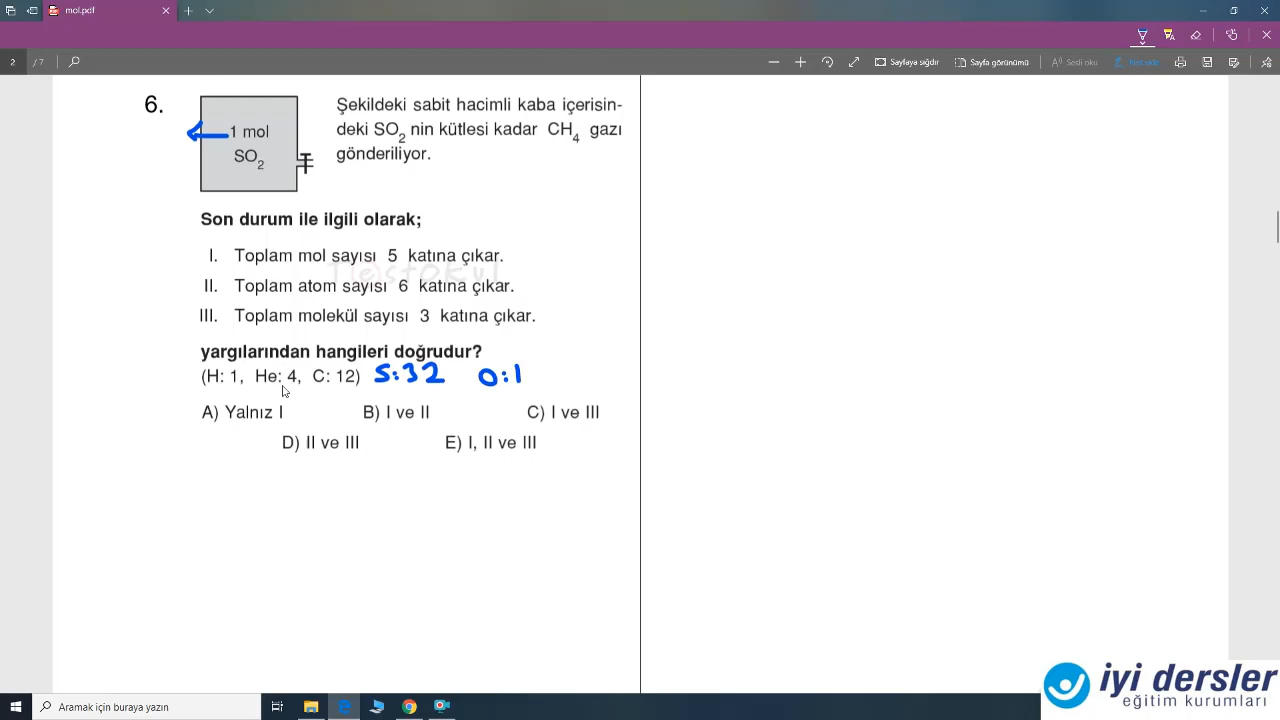 mol.pdf
2 / 7
Sayfaya sığdır
Sayfa görünümü
Sesli oku
6.
1 mol
SO2
Şekildeki sabit hacimli kaba içerisin-
deki SO2 nin kütlesi kadar CH4 gazı
gönderiliyor.
Son durum ile ilgili olarak;
I. Toplam mol sayısı 5 katına çıkar.
II. Toplam atom sayısı 6 katına çıkar.
III. Toplam molekül sayısı 3 katına çıkar.
yargılarından hangileri doğrudur?
(H: 1, He: 4, C: 12) S:32 O:1
A) Yalnız I B) I ve II C) I ve III
D) II ve III E) I, II ve III
iyi dersler
eğitim kurumları
Aramak için buraya yazın